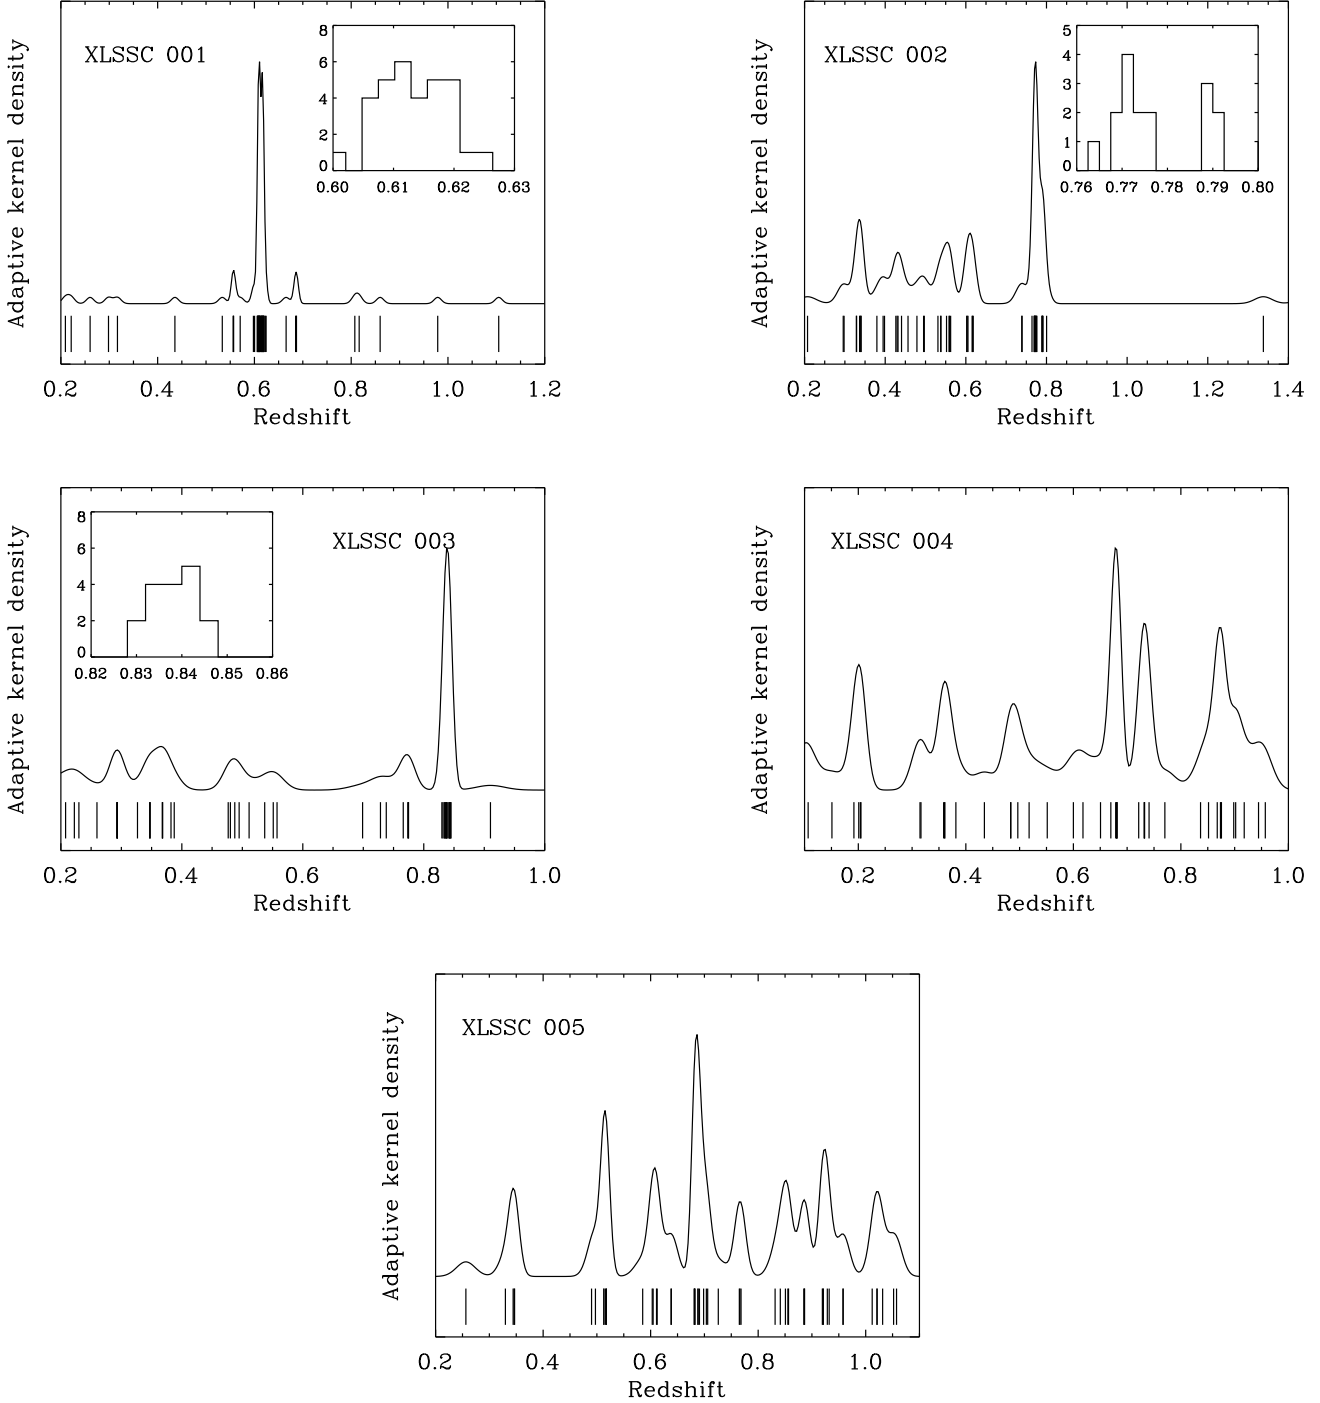 XLSSC 001
8
6
4
2
0
0.60 0.61 0.62 0.63
Adaptive kernel density
0.2 0.4 0.6 0.8 1.0 1.2
Redshift
XLSSC 002
5
4
3
2
1
0
0.76 0.77 0.78 0.79 0.80
Adaptive kernel density
0.2 0.4 0.6 0.8 1.0 1.2 1.4
Redshift
XLSSC 003
8
6
4
2
0
0.82 0.83 0.84 0.85 0.86
Adaptive kernel density
0.2 0.4 0.6 0.8 1.0
Redshift
XLSSC 004
Adaptive kernel density
0.2 0.4 0.6 0.8 1.0
Redshift
XLSSC 005
Adaptive kernel density
0.2 0.4 0.6 0.8 1.0
Redshift